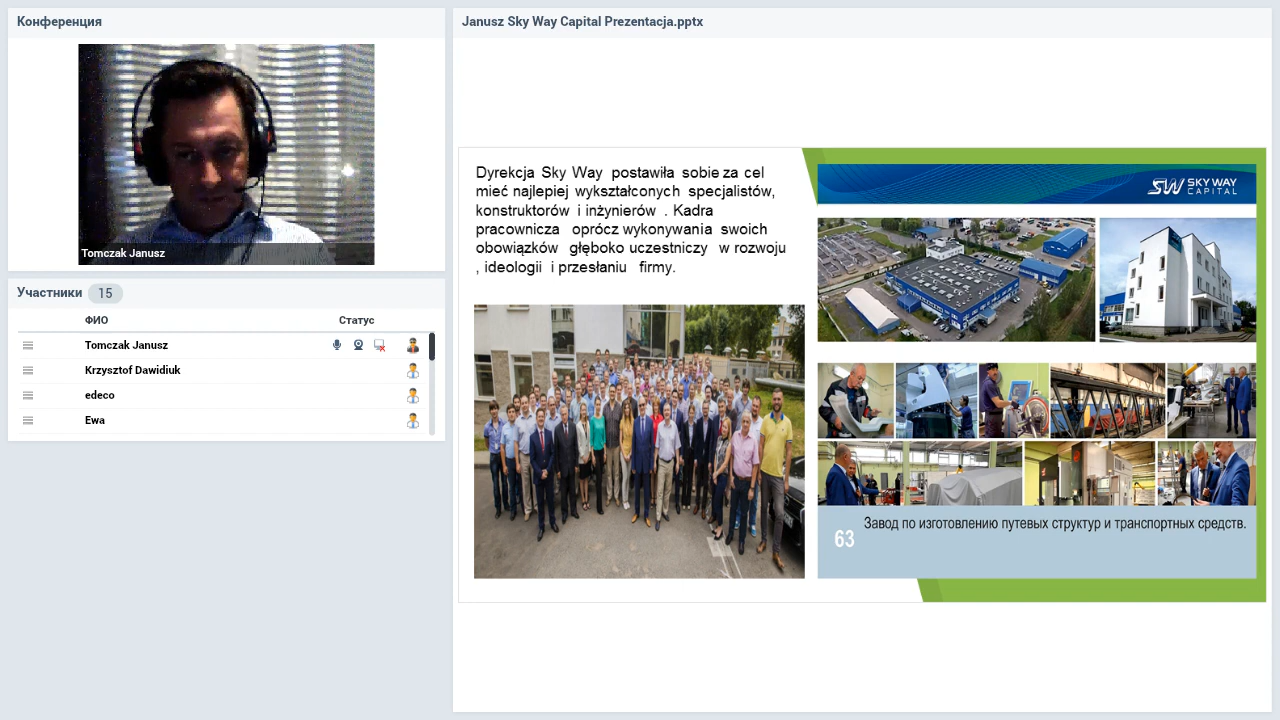 Конференция
Tomczak Janusz
Участники 15
ФИО Статус
Tomczak Janusz
Krzysztof Dawidiuk
edeco
Ewa
Janusz Sky Way Capital Prezentacja.pptx
Dyrekcja Sky Way postawiła sobie za cel
mieć najlepiej wykształconych specjalistów,
konstruktorów i inżynierów . Kadra
pracownicza oprócz wykonywania swoich
obowiązków głęboko uczestniczy w rozwoju
, ideologii i przesłaniu firmy.
SW SKY WAY
CAPITAL
63
Завод по изготовлению путевых структур и транспортных средств.